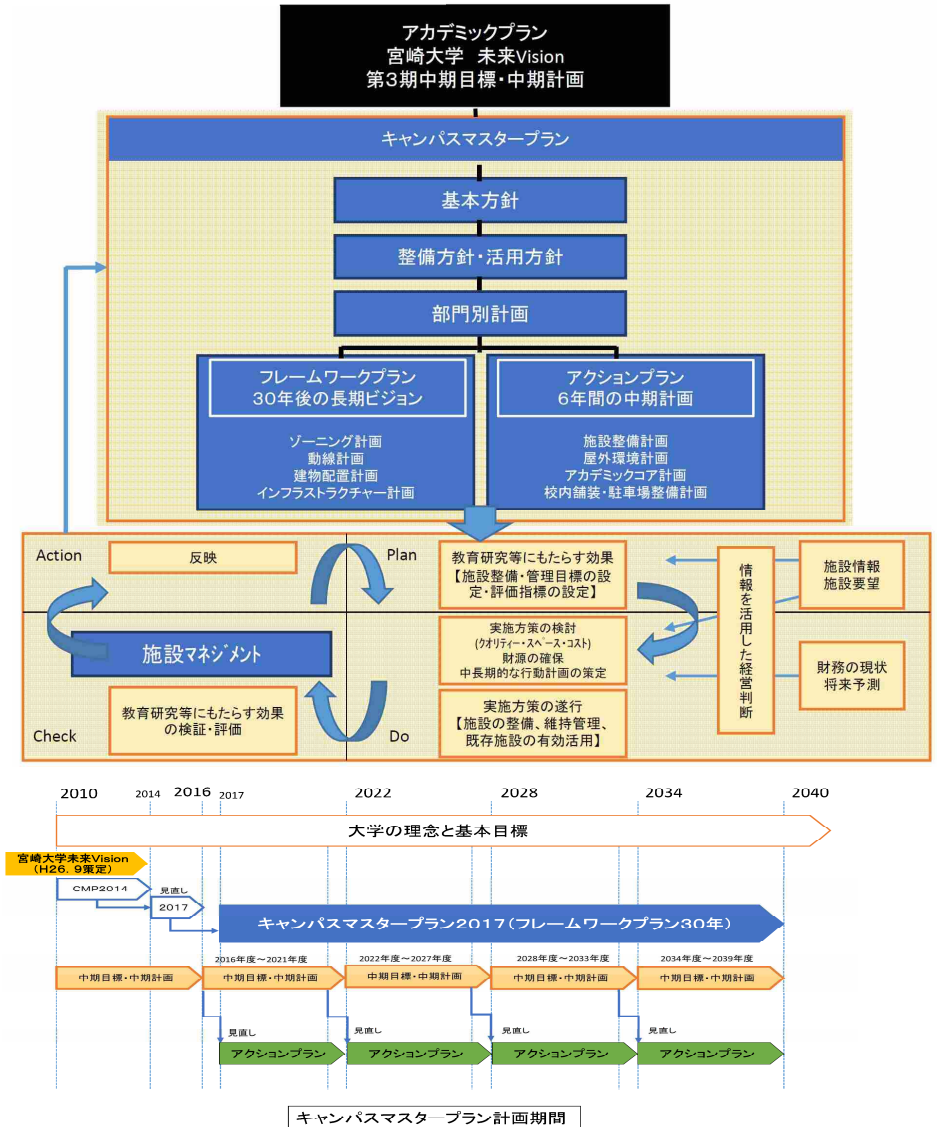 アカデミックプラン
宮崎大学 未来Vision
第3期中期目標・中期計画
キャンパスマスタープラン
基本方針
整備方針・活用方針
部門別計画
フレームワークプラン
30年後の長期ビジョン
ゾーニング計画
動線計画
建物配置計画
インフラストラクチャー計画
アクションプラン
6年間の中期計画
施設整備計画
屋外環境計画
アカデミックコア計画
校内舗装・駐車場整備計画
Action
反映
Plan
教育研究等にもたらす効果
【施設整備・管理目標の設
定・評価指標の設定】
情報を活用した経営判断
施設情報
施設要望
施設マネジメント
実施方策の検討
(クオリティー・スペース・コスト)
財源の確保
中長期的な行動計画の策定
財務の現状
将来予測
Check
教育研究等にもたらす効果
の検証・評価
Do
実施方策の遂行
【施設の整備、維持管理、
既存施設の有効活用】
2010 2014 2016 2017 2022 2028 2034 2040
大学の理念と基本目標
宮崎大学未来Vision
(H26.9策定)
CMP2014
見直し
2017
キャンパスマスタープラン2017(フレームワークプラン30年)
2016年度～2021年度 2022年度～2027年度 2028年度～2033年度 2034年度～2039年度
中期目標・中期計画 中期目標・中期計画 中期目標・中期計画 中期目標・中期計画 中期目標・中期計画
見直し 見直し 見直し 見直し
アクションプラン アクションプラン アクションプラン アクションプラン
キャンパスマスタープラン計画期間